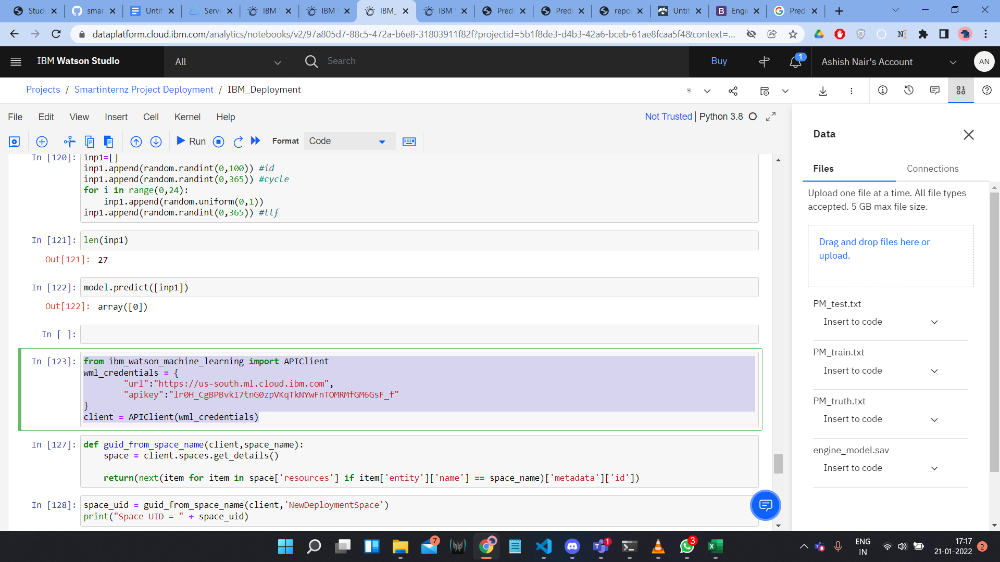 Stude
smar
Untit
Servi
IBM
IBM
IBM_
IBM
Predi
Predi
repo
Untit
Engi
Pred
dataplatform.cloud.ibm.com/analytics/notebooks/v2/97a805d7-88c5-472a-b6e8-31803911f82f?projectid=5b1f8de3-d4b3-42a6-bceb-61ae8fcaa5f4&context=...
IBM Watson Studio
All
Search
Buy
1
Ashish Nair's Account
AN
Projects / Smartinternz Project Deployment / IBM_Deployment
File Edit View Insert Cell Kernel Help
Not Trusted Python 3.8
Run
Format
Code
In [120]: inp1=[]
inp1.append(random.randint(0,100)) #id
inp1.append(random.randint(0,365)) #cycle
for i in range(0,24):
    inp1.append(random.uniform(0,1))
inp1.append(random.randint(0,365)) #ttf
In [121]: len(inp1)
Out[121]: 27
In [122]: model.predict([inp1])
Out[122]: array([0])
In [ ]:
In [123]: from ibm_watson_machine_learning import APIClient
wml_credentials = {
        "url":"https://us-south.ml.cloud.ibm.com",
        "apikey":"lr0H_CgBPBvkI7tnG0zpVKqTkNYwFnTOMRMfGM6GsF_f"
}
client = APIClient(wml_credentials)
In [127]: def guid_from_space_name(client,space_name):
    space = client.spaces.get_details()
    return(next(item for item in space['resources'] if item['entity']['name'] == space_name)['metadata']['id'])
In [128]: space_uid = guid_from_space_name(client,'NewDeploymentSpace')
print("Space UID = " + space_uid)
Data
Files
Connections
Upload one file at a time. All file types
accepted. 5 GB max file size.
Drag and drop files here or
upload.
PM_test.txt
Insert to code
PM_train.txt
Insert to code
PM_truth.txt
Insert to code
engine_model.sav
Insert to code
7
1
3
ENG
IN
17:17
21-01-2022
2